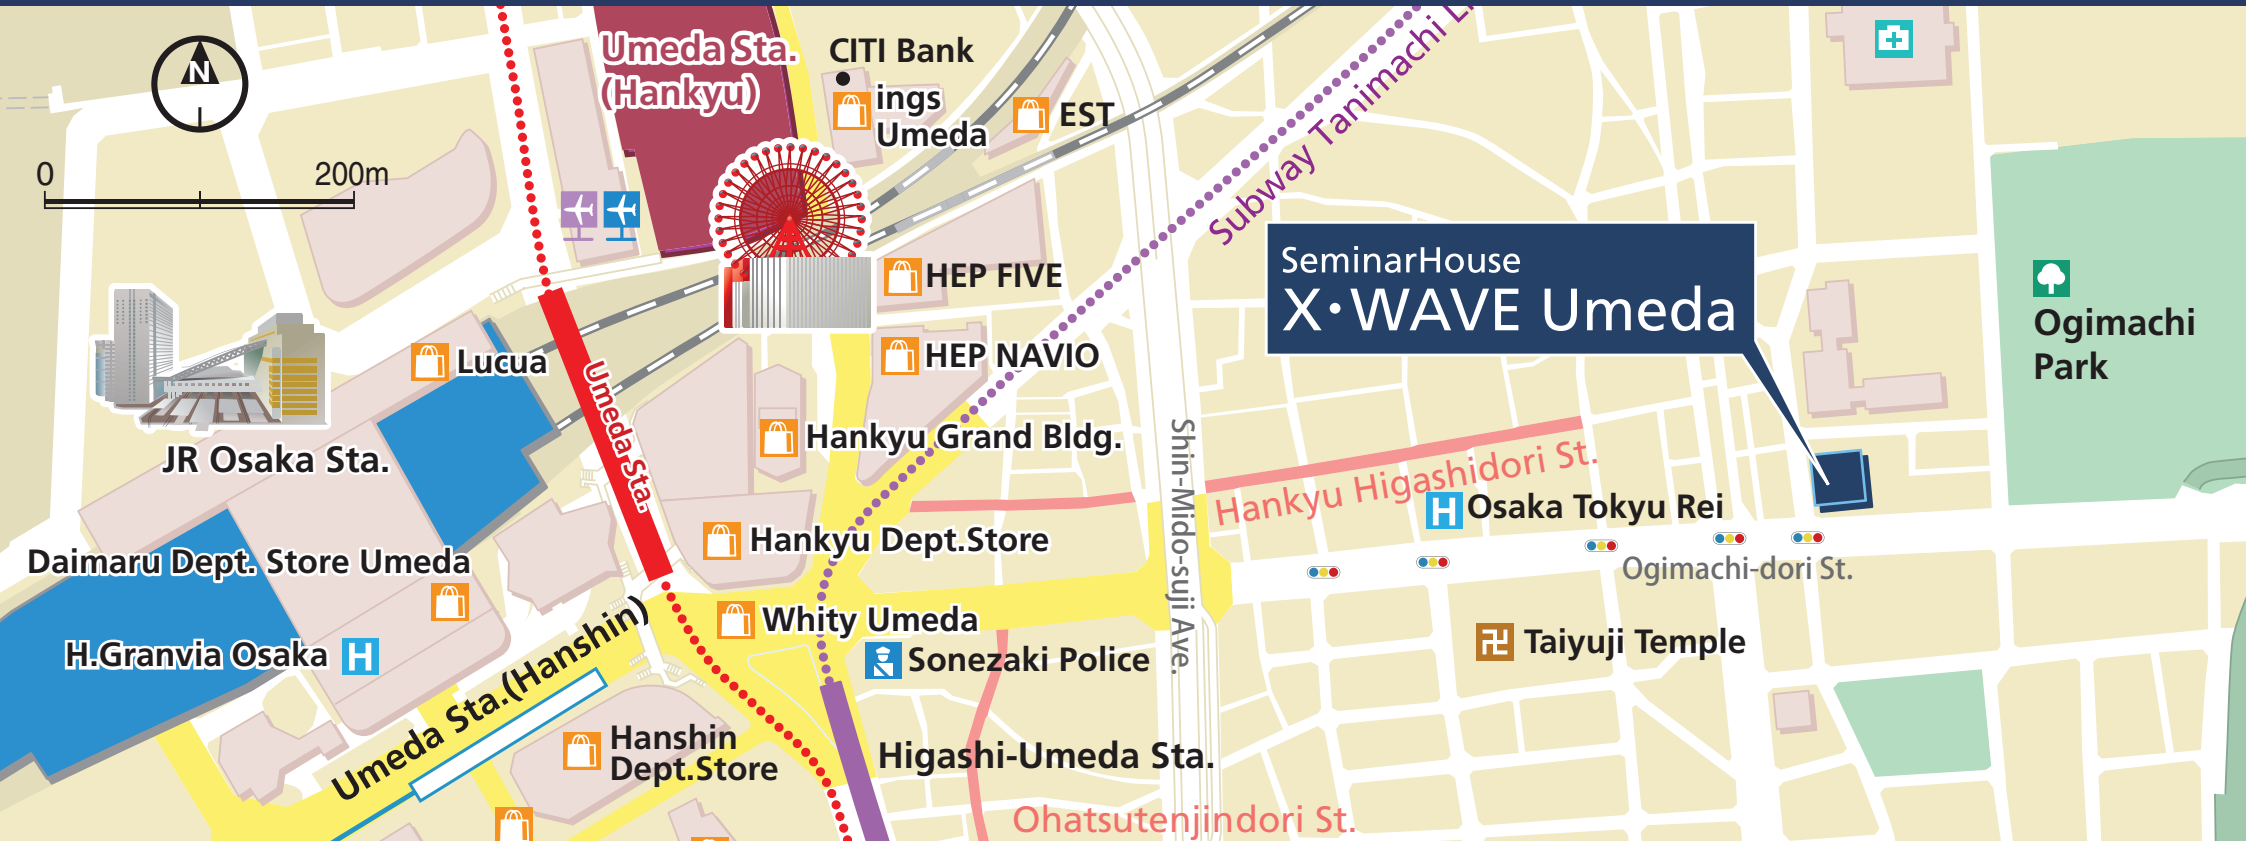 N
0
200m
Umeda Sta.
(Hankyu)
CITI Bank
ings
Umeda
EST
Subway Tanimachi
SeminarHouse
X・WAVE Umeda
Ogimachi
Park
HEP FIVE
HEP NAVIO
Lucua
Umeda Sta.
JR Osaka Sta.
Hankyu Grand Bldg.
Shin-Mido-suji Ave.
Hankyu Higashidori St.
H
Osaka Tokyu Rei
Ogimachi-dori St.
Hankyu Dept.Store
Daimaru Dept. Store Umeda
Whity Umeda
Sonezaki Police
卍
Taiyuji Temple
H.Granvia Osaka
H
Umeda Sta.(Hanshin)
Hanshin
Dept.Store
Higashi-Umeda Sta.
Ohatsutenjindori St.